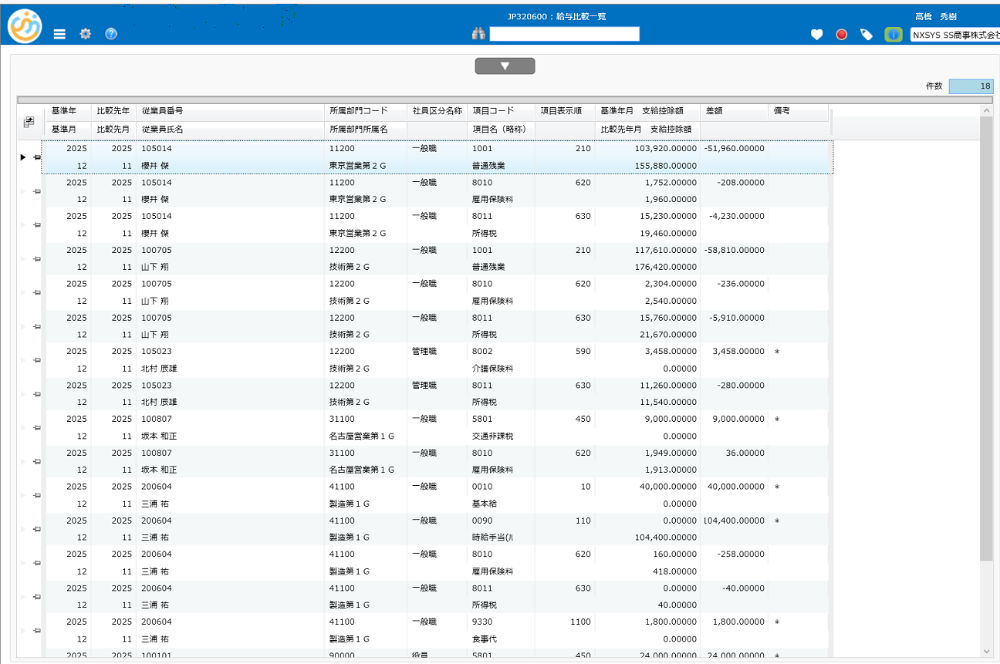 JP320600 : 給与比較一覧
高橋 秀樹
NXSYS SS商事株式会社
▼
件数 18
基準年 比較先年 従業員番号 所属部門コード 社員区分名称 項目コード 項目表示順 基準年月 支給控除額 差額 備考
基準月 比較先月 従業員氏名 所属部門所属名 項目名（略称） 比較先年月 支給控除額
2025 2025 105014 11200 一般職 1001 210 103,920.00000 -51,960.00000
12 11 櫻井 傑 東京営業第２Ｇ 普通残業 155,880.00000
2025 2025 105014 11200 一般職 8010 620 1,752.00000 -208.00000
12 11 櫻井 傑 東京営業第２Ｇ 雇用保険料 1,960.00000
2025 2025 105014 11200 一般職 8011 630 15,230.00000 -4,230.00000
12 11 櫻井 傑 東京営業第２Ｇ 所得税 19,460.00000
2025 2025 100705 12200 一般職 1001 210 117,610.00000 -58,810.00000
12 11 山下 翔 技術第２Ｇ 普通残業 176,420.00000
2025 2025 100705 12200 一般職 8010 620 2,304.00000 -236.00000
12 11 山下 翔 技術第２Ｇ 雇用保険料 2,540.00000
2025 2025 100705 12200 一般職 8011 630 15,760.00000 -5,910.00000
12 11 山下 翔 技術第２Ｇ 所得税 21,670.00000
2025 2025 105023 12200 管理職 8002 590 3,458.00000 3,458.00000 *
12 11 北村 辰雄 技術第２Ｇ 介護保険料 0.00000
2025 2025 105023 12200 管理職 8011 630 11,260.00000 -280.00000
12 11 北村 辰雄 技術第２Ｇ 所得税 11,540.00000
2025 2025 100807 31100 一般職 5801 450 9,000.00000 9,000.00000 *
12 11 坂本 和正 名古屋営業第１Ｇ 交通非課税 0.00000
2025 2025 100807 31100 一般職 8010 620 1,949.00000 36.00000
12 11 坂本 和正 名古屋営業第１Ｇ 雇用保険料 1,913.00000
2025 2025 200604 41100 一般職 0010 10 40,000.00000 40,000.00000 *
12 11 三浦 祐 製造第１Ｇ 基本給 0.00000
2025 2025 200604 41100 一般職 0090 110 0.00000 104,400.00000 *
12 11 三浦 祐 製造第１Ｇ 時給手当(ﾊ 104,400.00000
2025 2025 200604 41100 一般職 8010 620 160.00000 -258.00000
12 11 三浦 祐 製造第１Ｇ 雇用保険料 418.00000
2025 2025 200604 41100 一般職 8011 630 0.00000 -40.00000
12 11 三浦 祐 製造第１Ｇ 所得税 40.00000
2025 2025 200604 41100 一般職 9330 1100 1,800.00000 1,800.00000 *
12 11 三浦 祐 製造第１Ｇ 食事代 0.00000
2025 2025 100101 90000 役員 5801 450 24,000.00000 24,000.00000 *